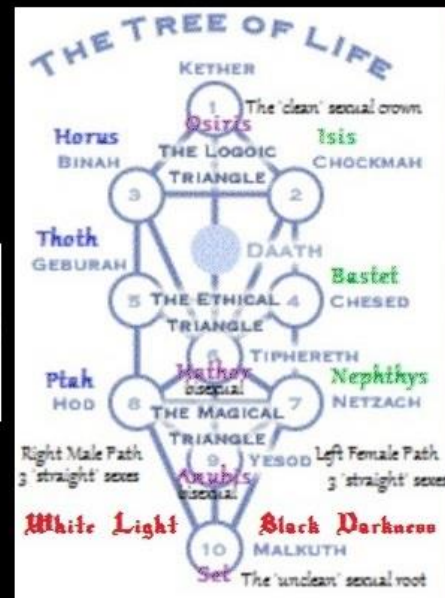 THE TREE OF LIFE
KETHER
1 The 'clean' sexual crown
Osiris
Horus Isis
BINAH THE LOGOIC CHOCKMAH
TRIANGLE
3 2
Thoth DAATH
GEBURAH Bastet
5 THE ETHICAL 4 CHESED
TRIANGLE
6 TIPHERETH
Ptah Hathor Nephthys
bisexual
HOD 8 7 NETZACH
THE MAGICAL
TRIANGLE
Right Male Path 9 YESOD Left Female Path
3 'straight' sexes Anubis 3 'straight' sexes
bisexual
White Light Black Darkness
10 MALKUTH
Set The 'unclean' sexual root